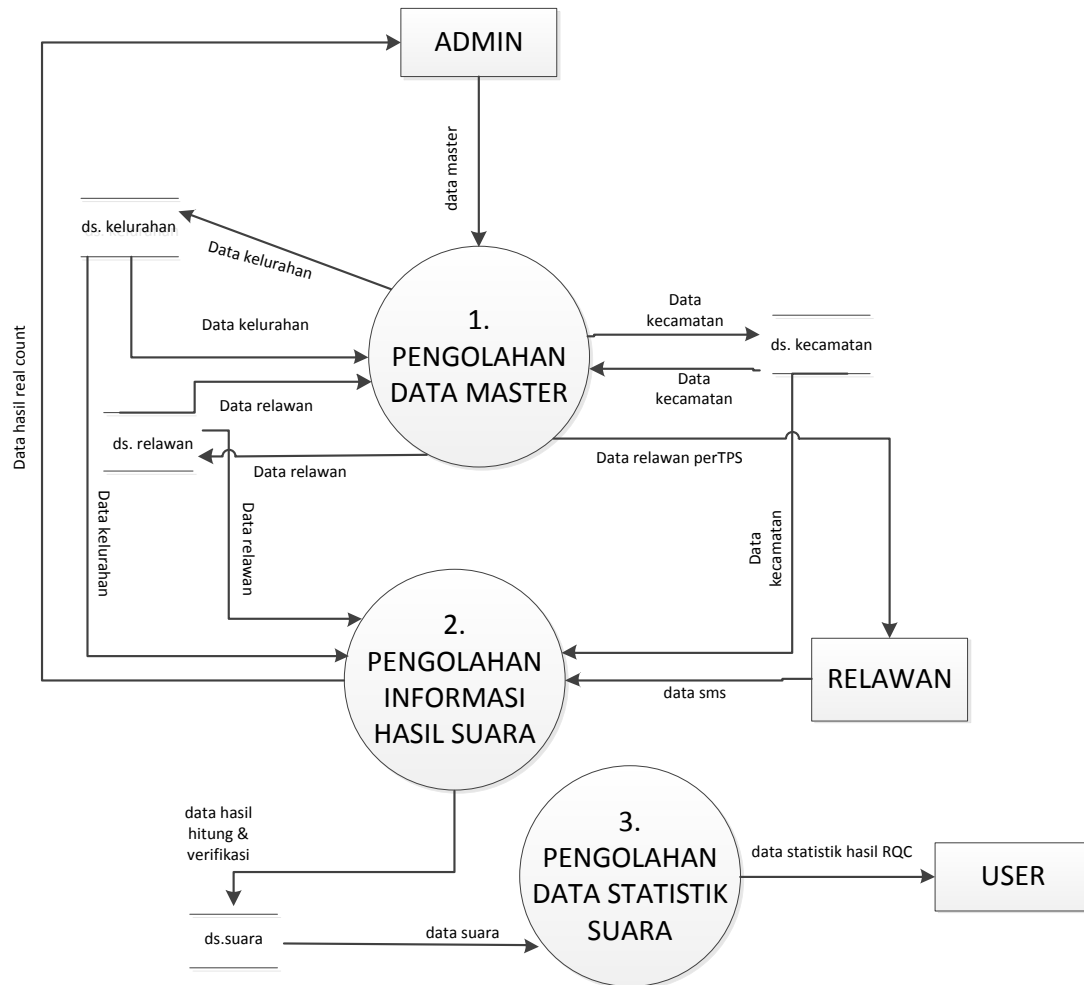 ADMIN
data master
ds. kelurahan
Data kelurahan
Data kelurahan
1.
PENGOLAHAN
DATA MASTER
Data
kecamatan
ds. kecamatan
Data
kecamatan
Data hasil real count
Data relawan
ds. relawan
Data relawan
Data relawan perTPS
Data kelurahan
Data relawan
Data
kecamatan
2.
PENGOLAHAN
INFORMASI
HASIL SUARA
data sms
RELAWAN
data hasil
hitung &
verifikasi
3.
PENGOLAHAN
DATA STATISTIK
SUARA
data statistik hasil RQC
USER
ds.suara
data suara